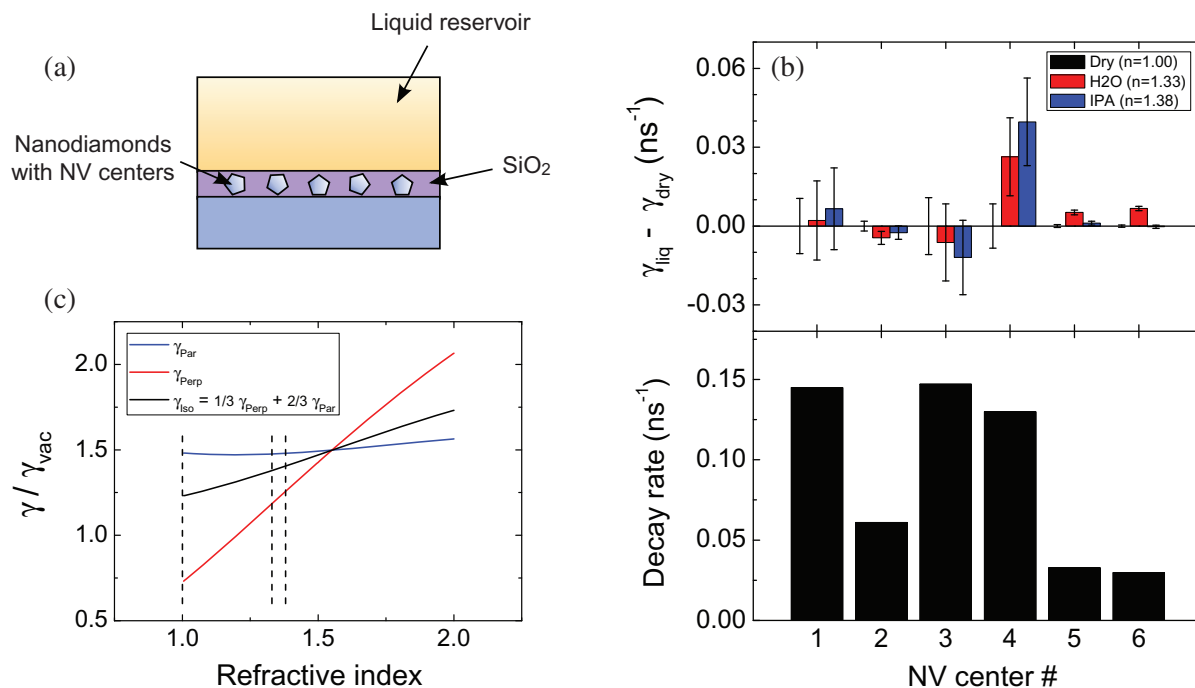 (a)
Liquid reservoir
Nanodiamonds
with NV centers
SiO₂
(b)
Dry (n=1.00)
H2O (n=1.33)
IPA (n=1.38)
0.06
0.03
0.00
-0.03
γliq - γdry (ns⁻¹)
0.15
0.10
0.05
0.00
Decay rate (ns⁻¹)
1 2 3 4 5 6
NV center #
(c)
γPar
γPerp
γIso = 1/3 γPerp + 2/3 γPar
2.0
1.5
1.0
0.5
γ / γvac
1.0 1.5 2.0
Refractive index